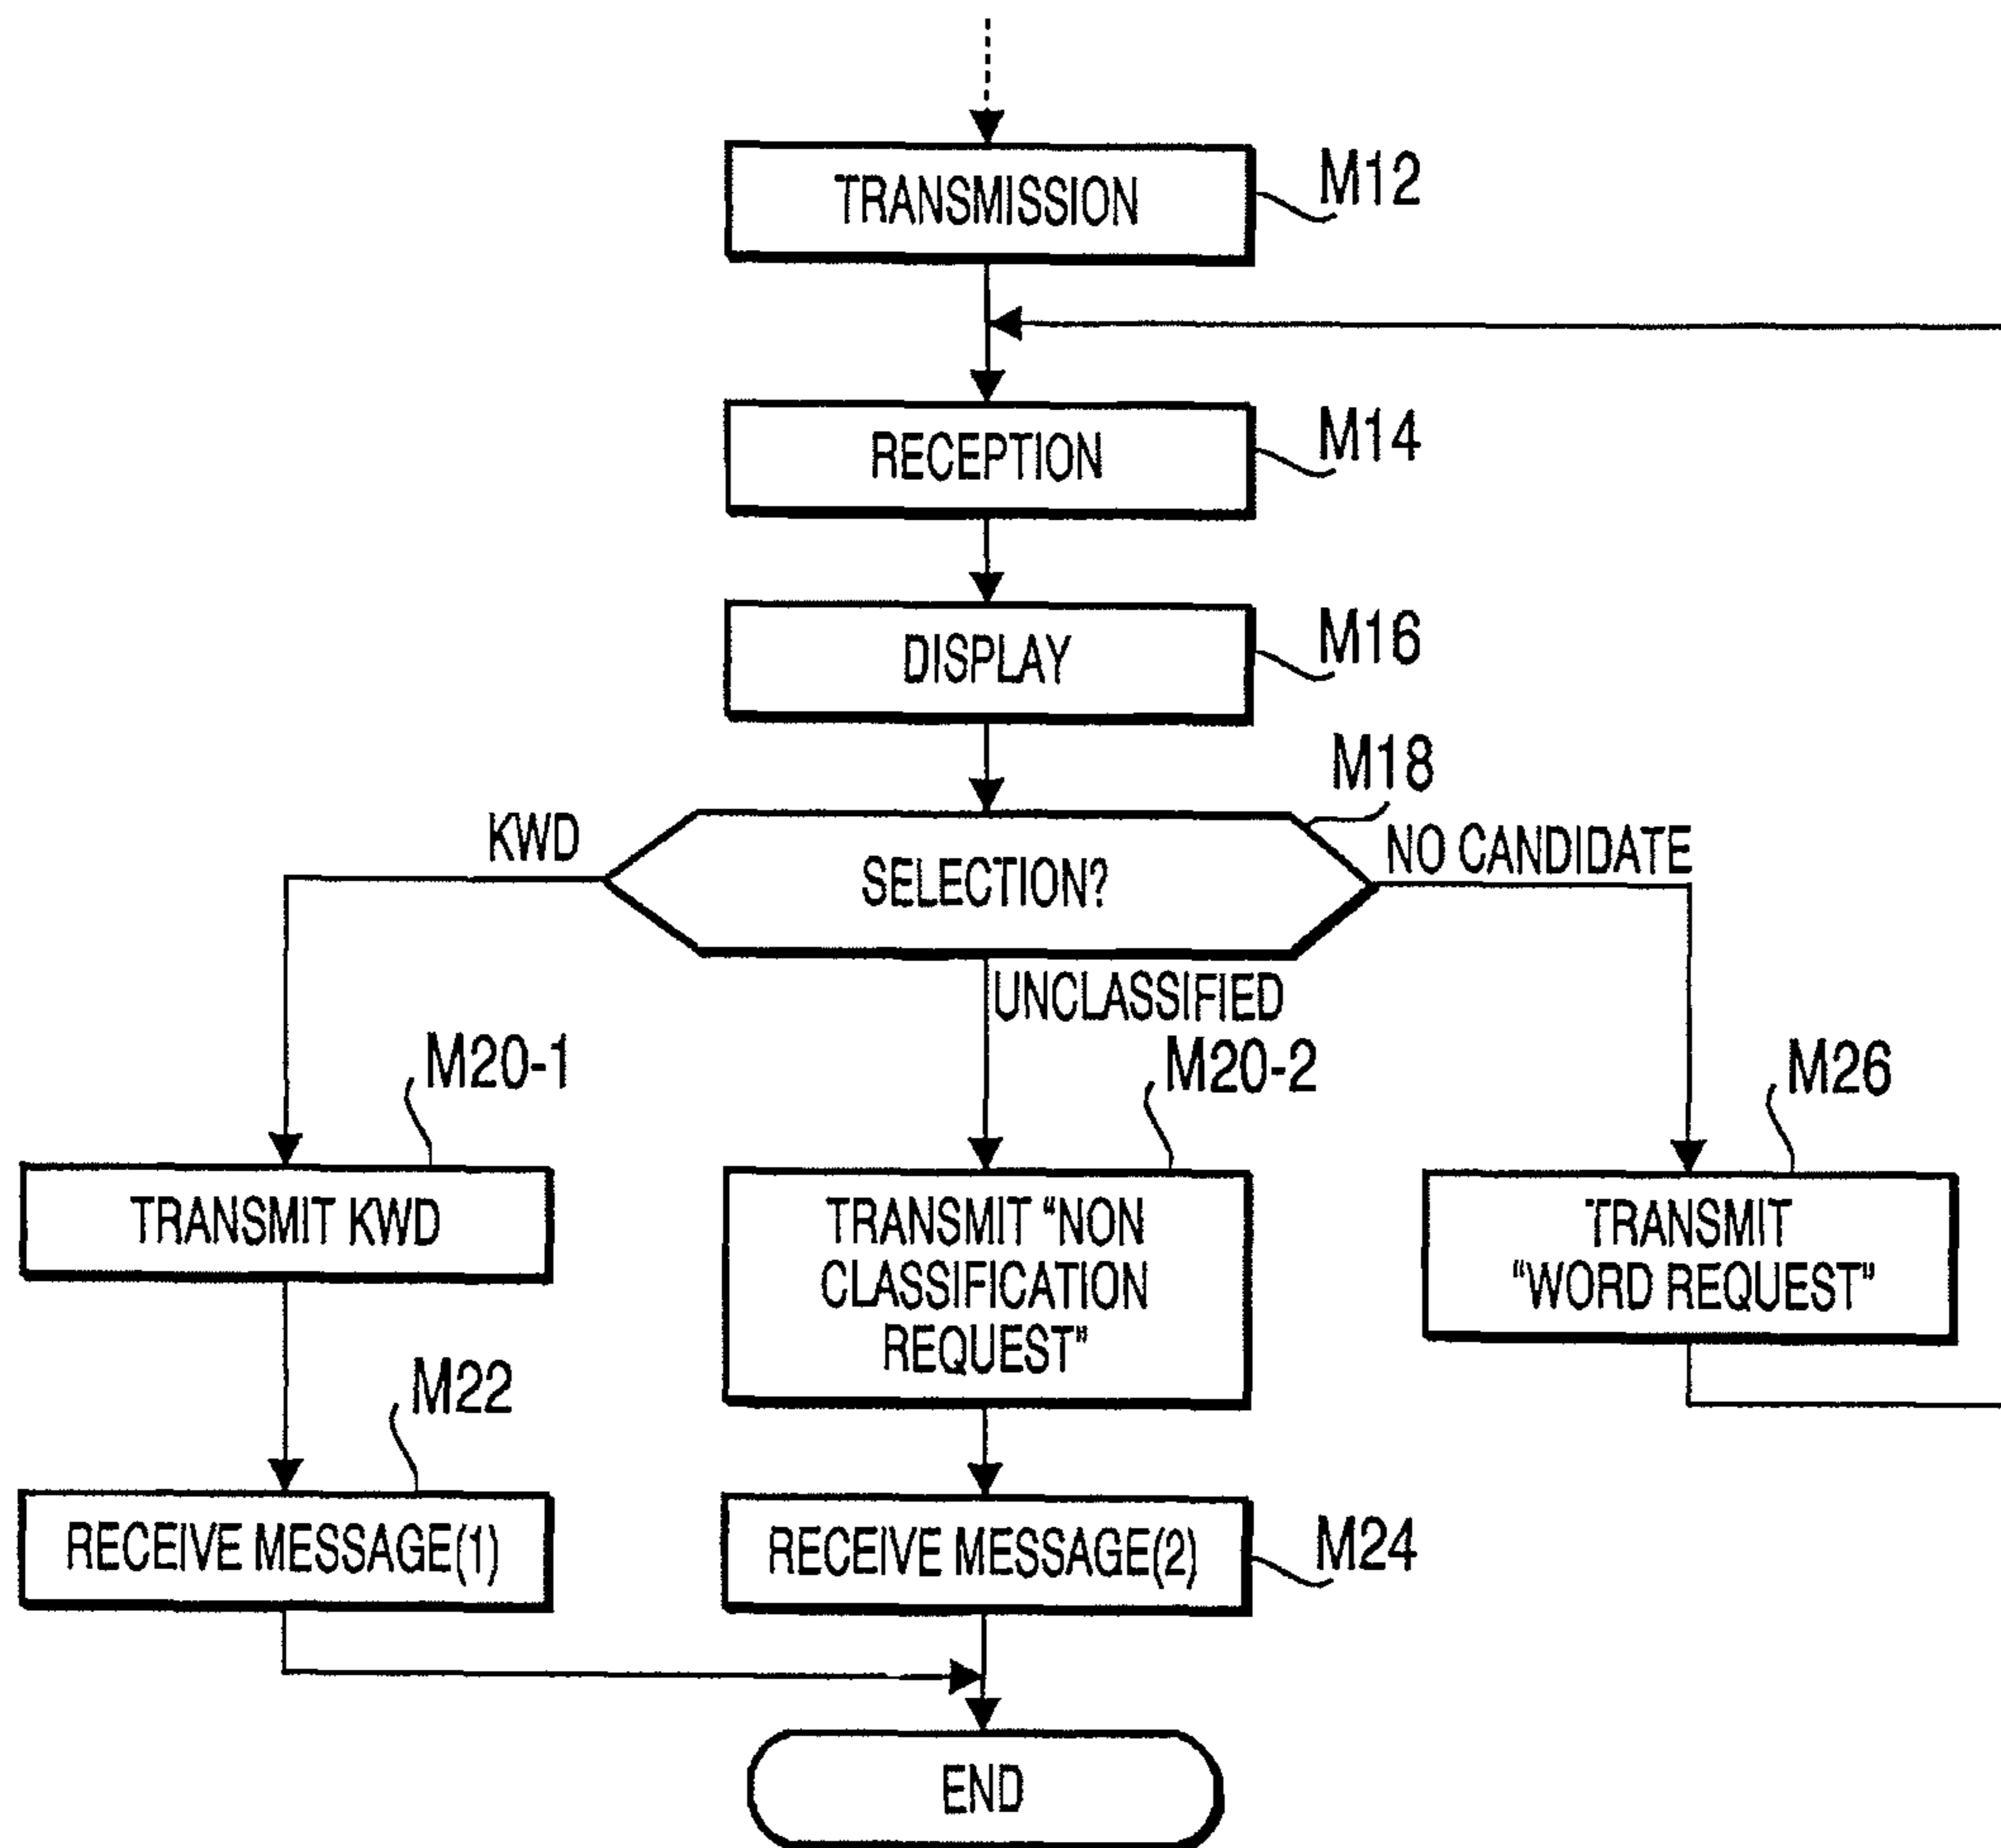 TRANSMISSION
M12
RECEPTION
M14
DISPLAY
M16
M18
KWD
SELECTION?
NO CANDIDATE
UNCLASSIFIED
M20-1
M20-2
M26
TRANSMIT KWD
TRANSMIT “NON
CLASSIFICATION
REQUEST”
TRANSMIT
“WORD REQUEST”
M22
RECEIVE MESSAGE(1)
RECEIVE MESSAGE(2)
M24
END